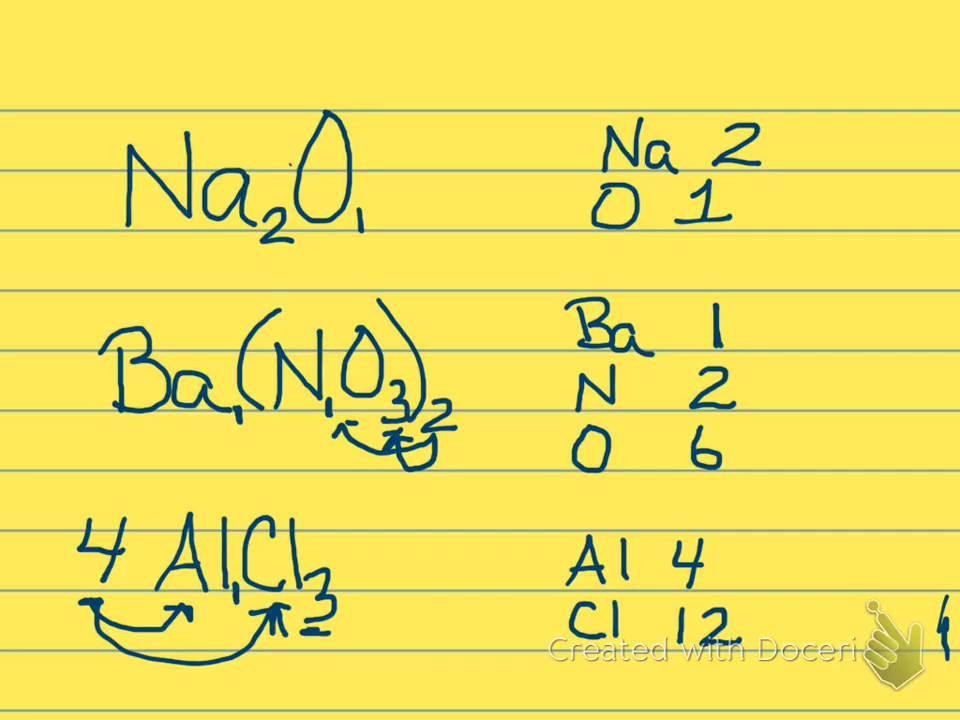 Na₂O₁ Na 2
O 1
Ba₁(N₁O₃)₂ Ba 1
N 2
O 6
4 Al₁Cl₃ Al 4
Cl 12
Created with Doceri